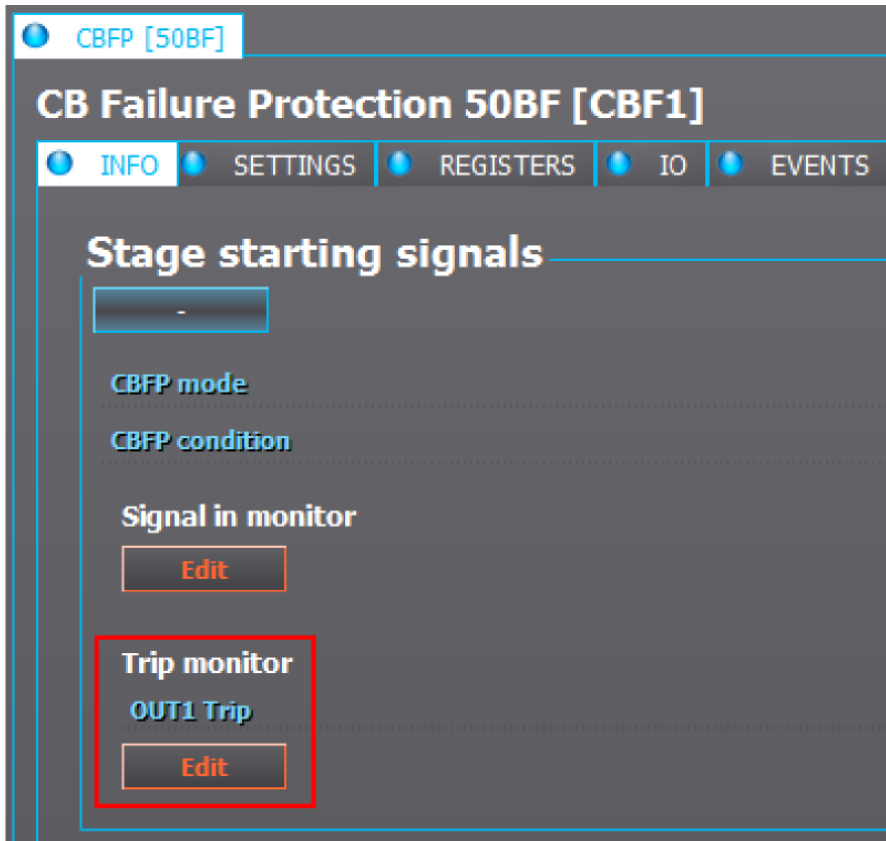 CBFP [50BF]
CB Failure Protection 50BF [CBF1]
INFO SETTINGS REGISTERS IO EVENTS
Stage starting signals
-
CBFP mode
CBFP condition
Signal in monitor
Edit
Trip monitor
OUT1 Trip
Edit